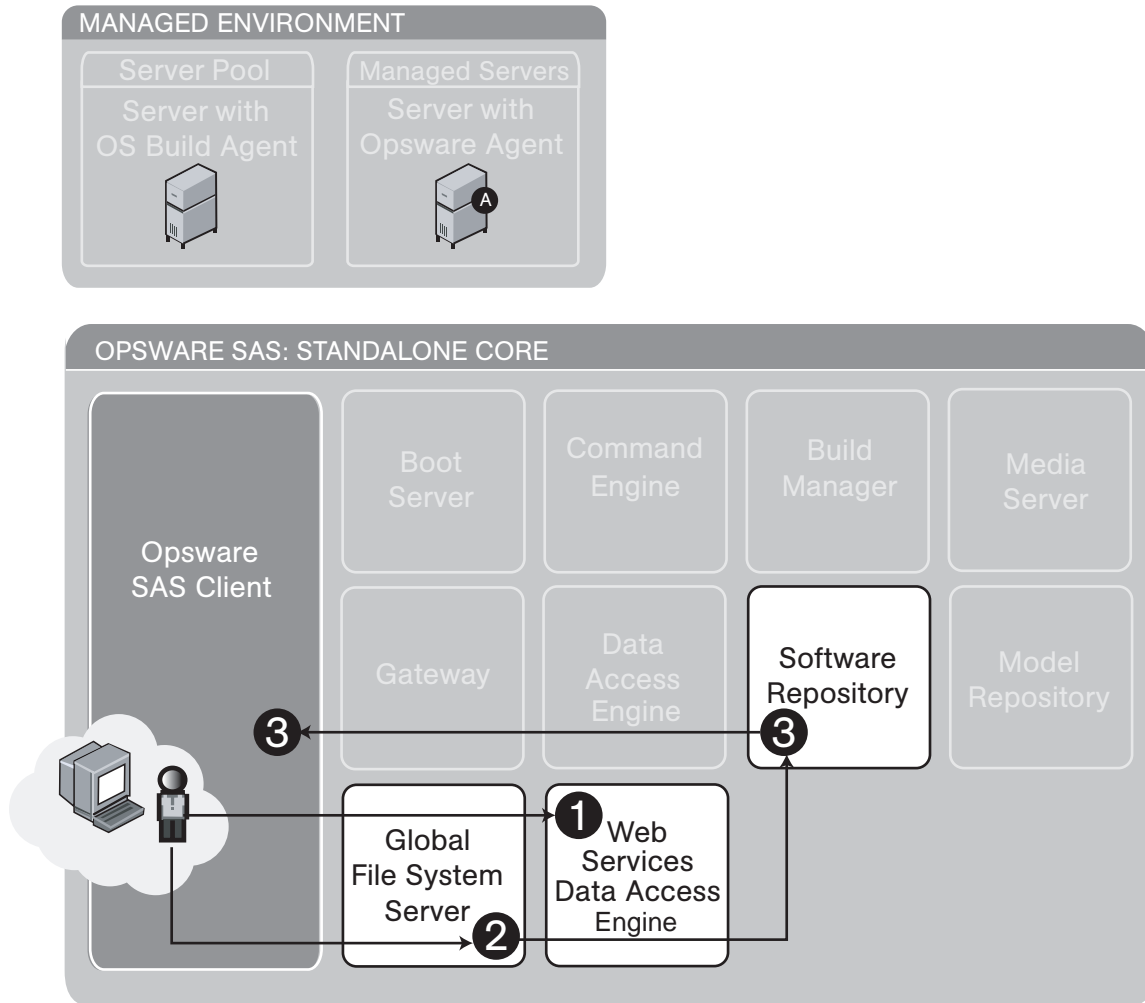 MANAGED ENVIRONMENT
Server Pool
Server with
OS Build Agent
Managed Servers
Server with
Opsware Agent
A
OPSWARE SAS: STANDALONE CORE
Opsware
SAS Client
Boot
Server
Command
Engine
Build
Manager
Media
Server
Gateway
Data
Access
Engine
Software
Repository
Model
Repository
3
3
Global
File System
Server
2
1
Web
Services
Data Access
Engine